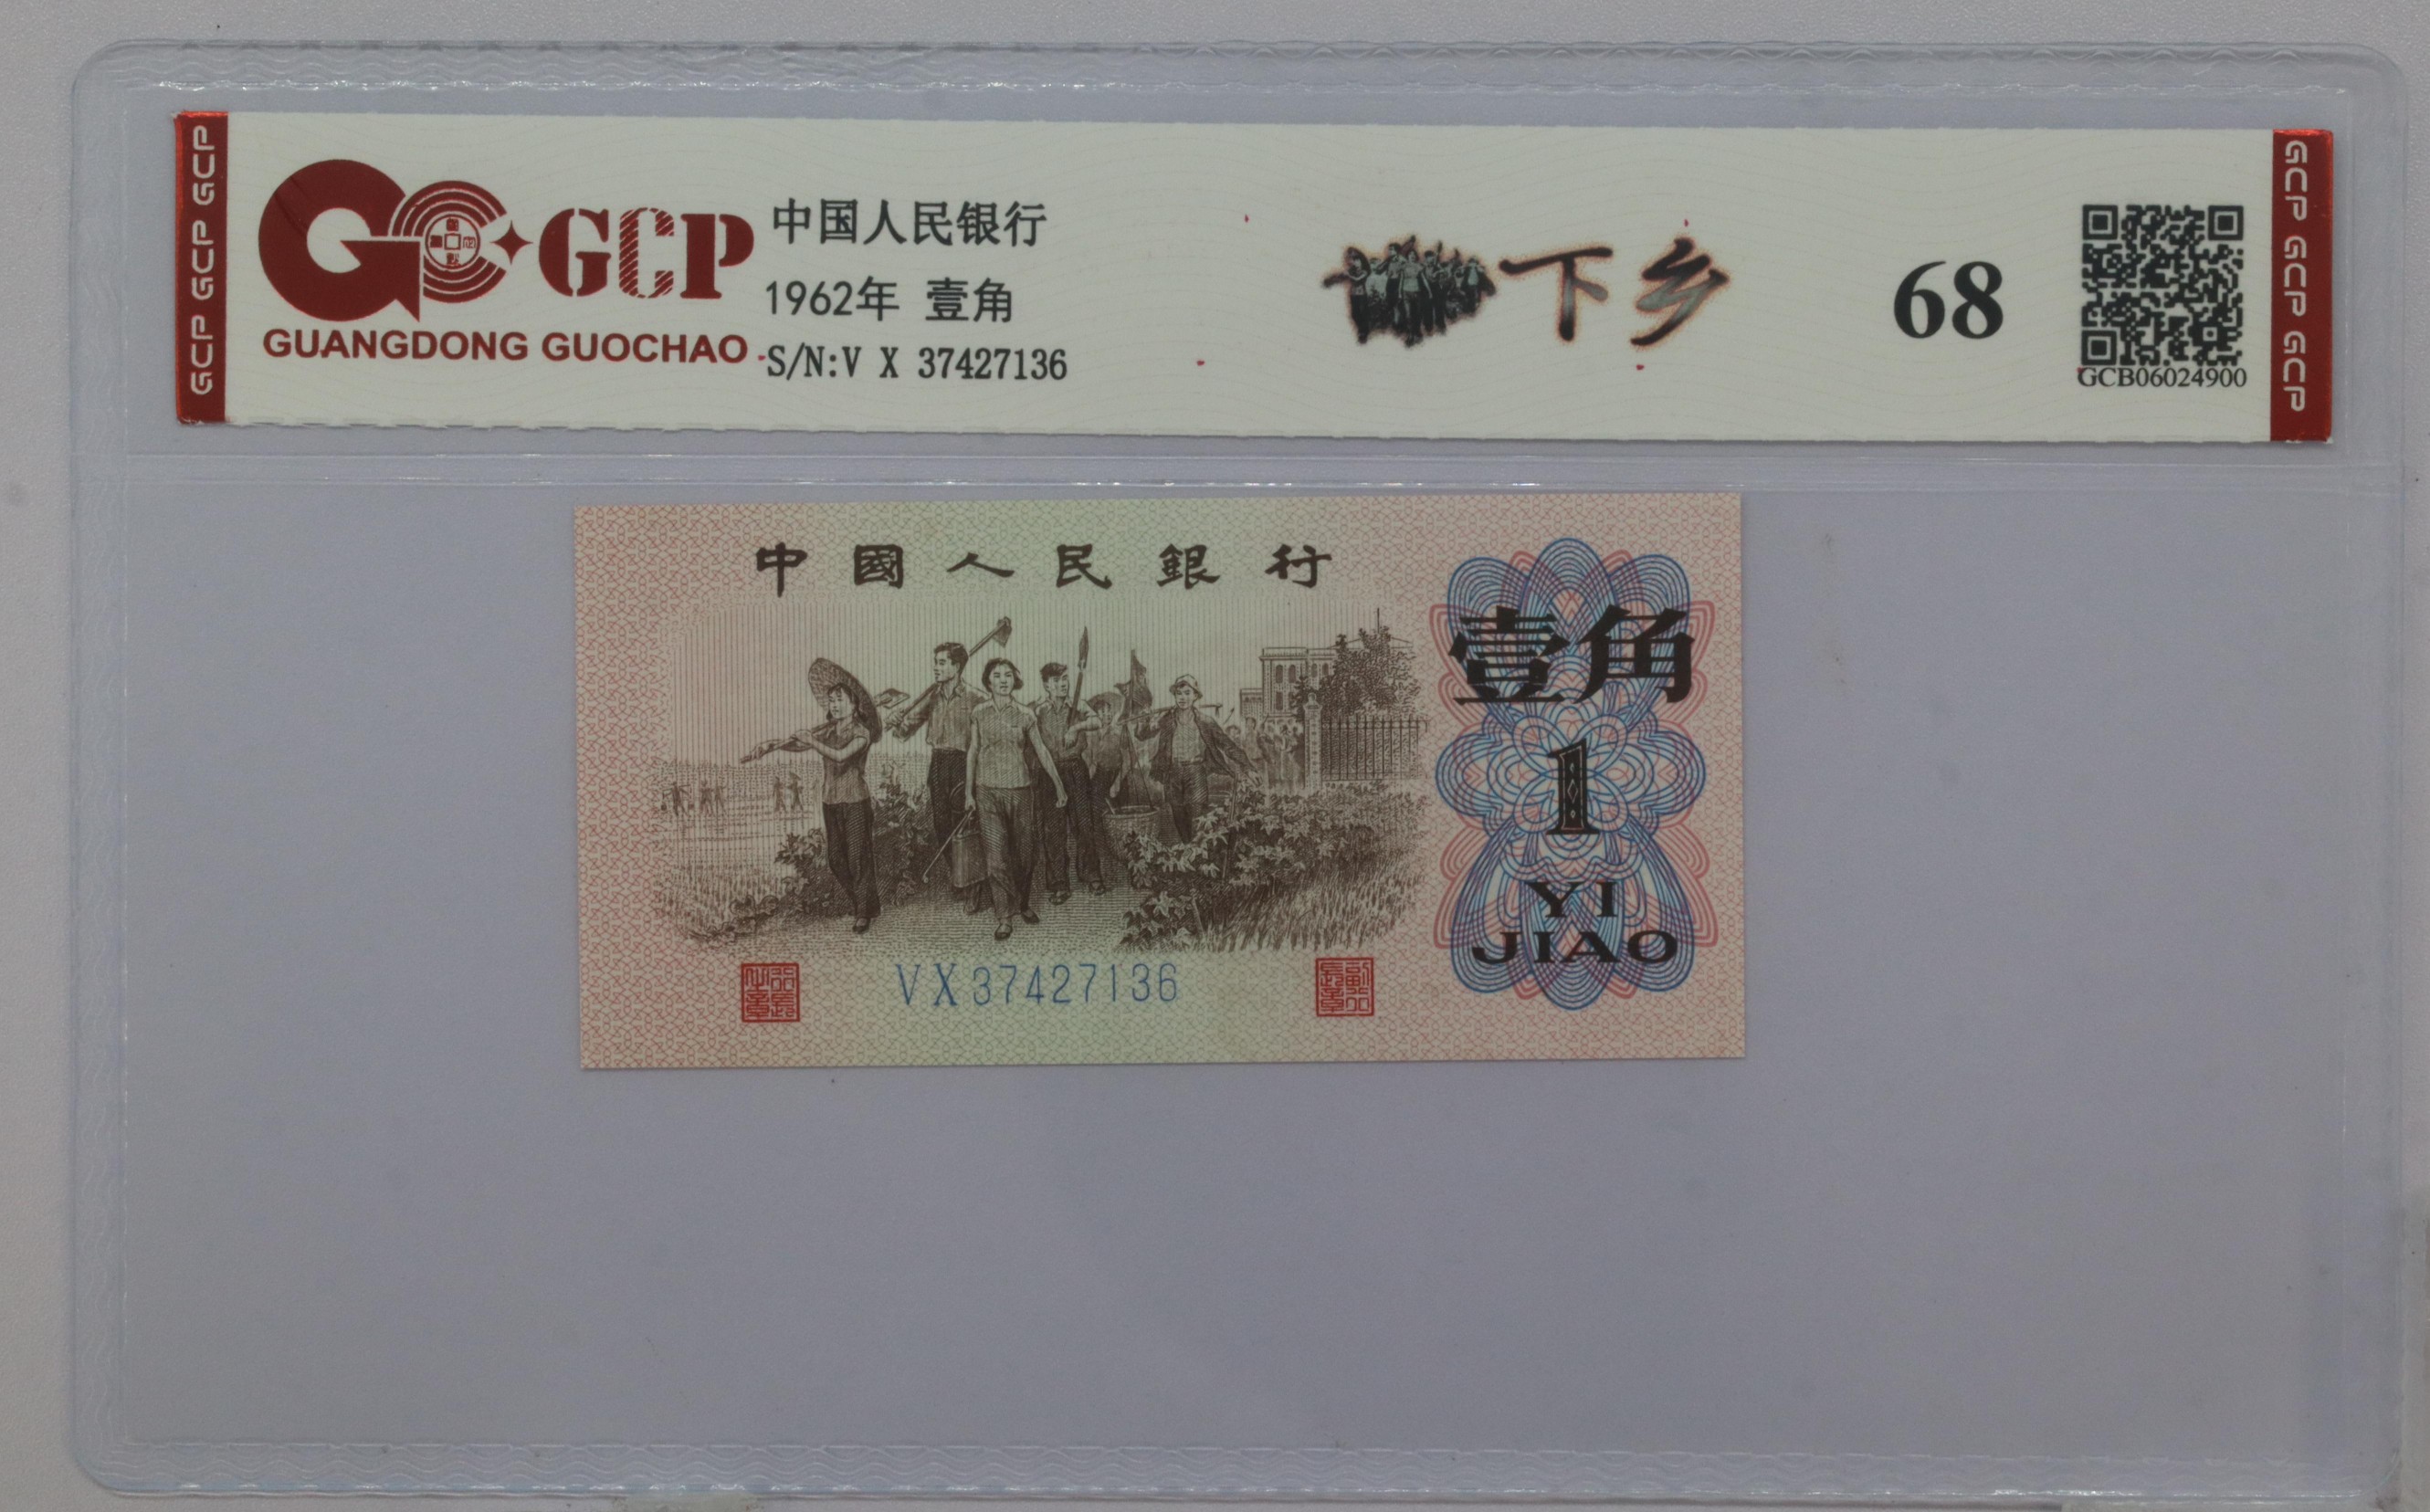 GCP GCP GCP
GCP
GUANGDONG GUOCHAO
中国人民银行
1962年 壹角
S/N:V X 37427136
下乡
68
GCB06024900
GCP GCP GCP
中國人民銀行
壹角
1
YI
JIAO
VX37427136